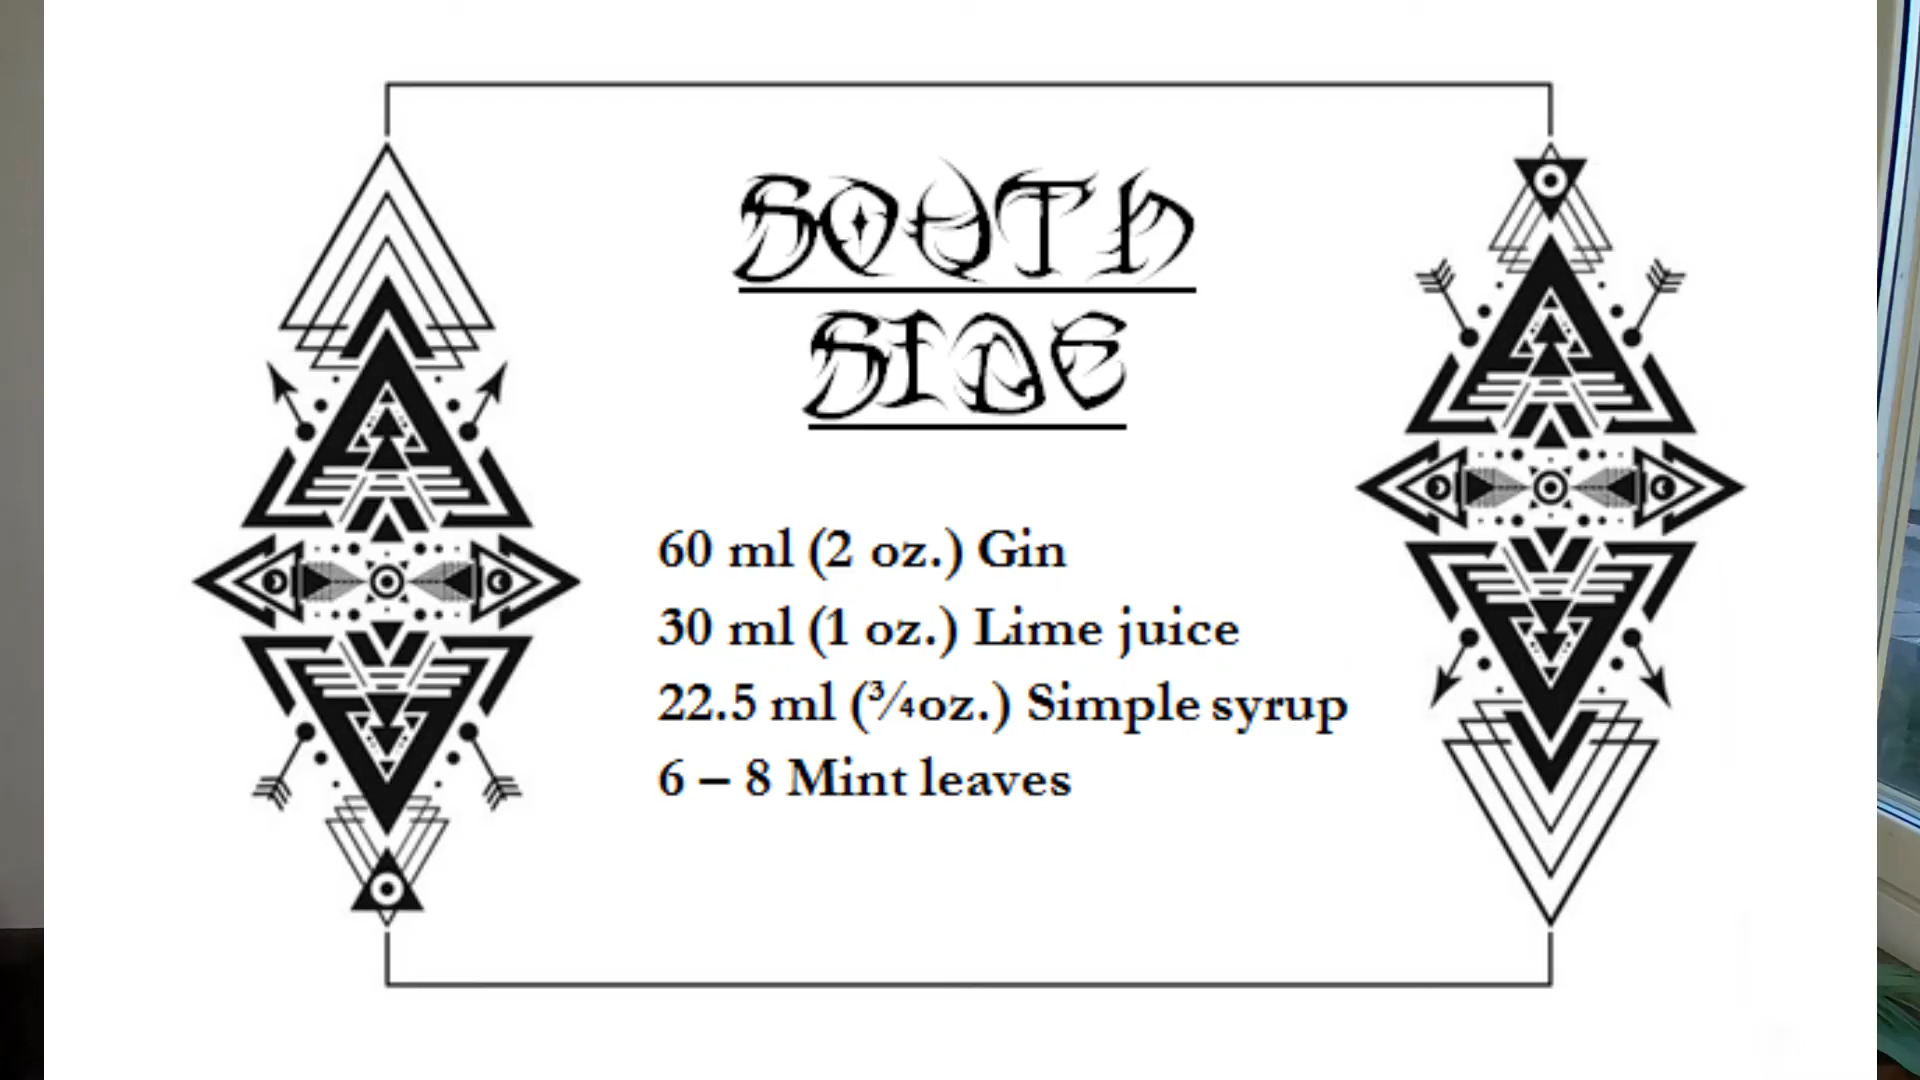 SOUTH
SIDE
60 ml (2 oz.) Gin
30 ml (1 oz.) Lime juice
22.5 ml (¾oz.) Simple syrup
6 – 8 Mint leaves